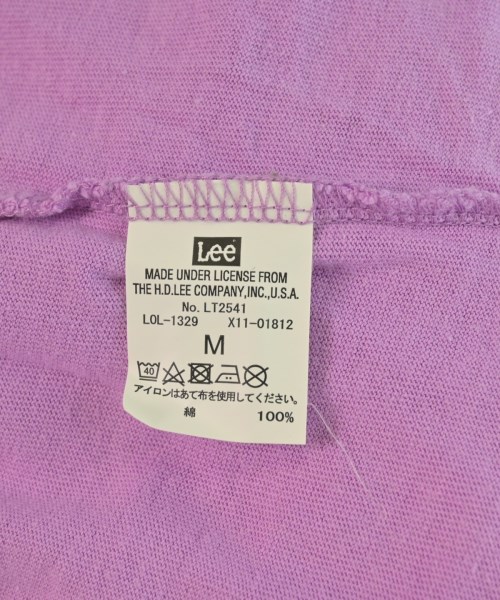 Lee
MADE UNDER LICENSE FROM
THE H.D.LEE COMPANY,INC.,U.S.A.
No. LT2541
LOL-1329 X11-01812
M
40
アイロンはあて布を使用してください。
綿 100%